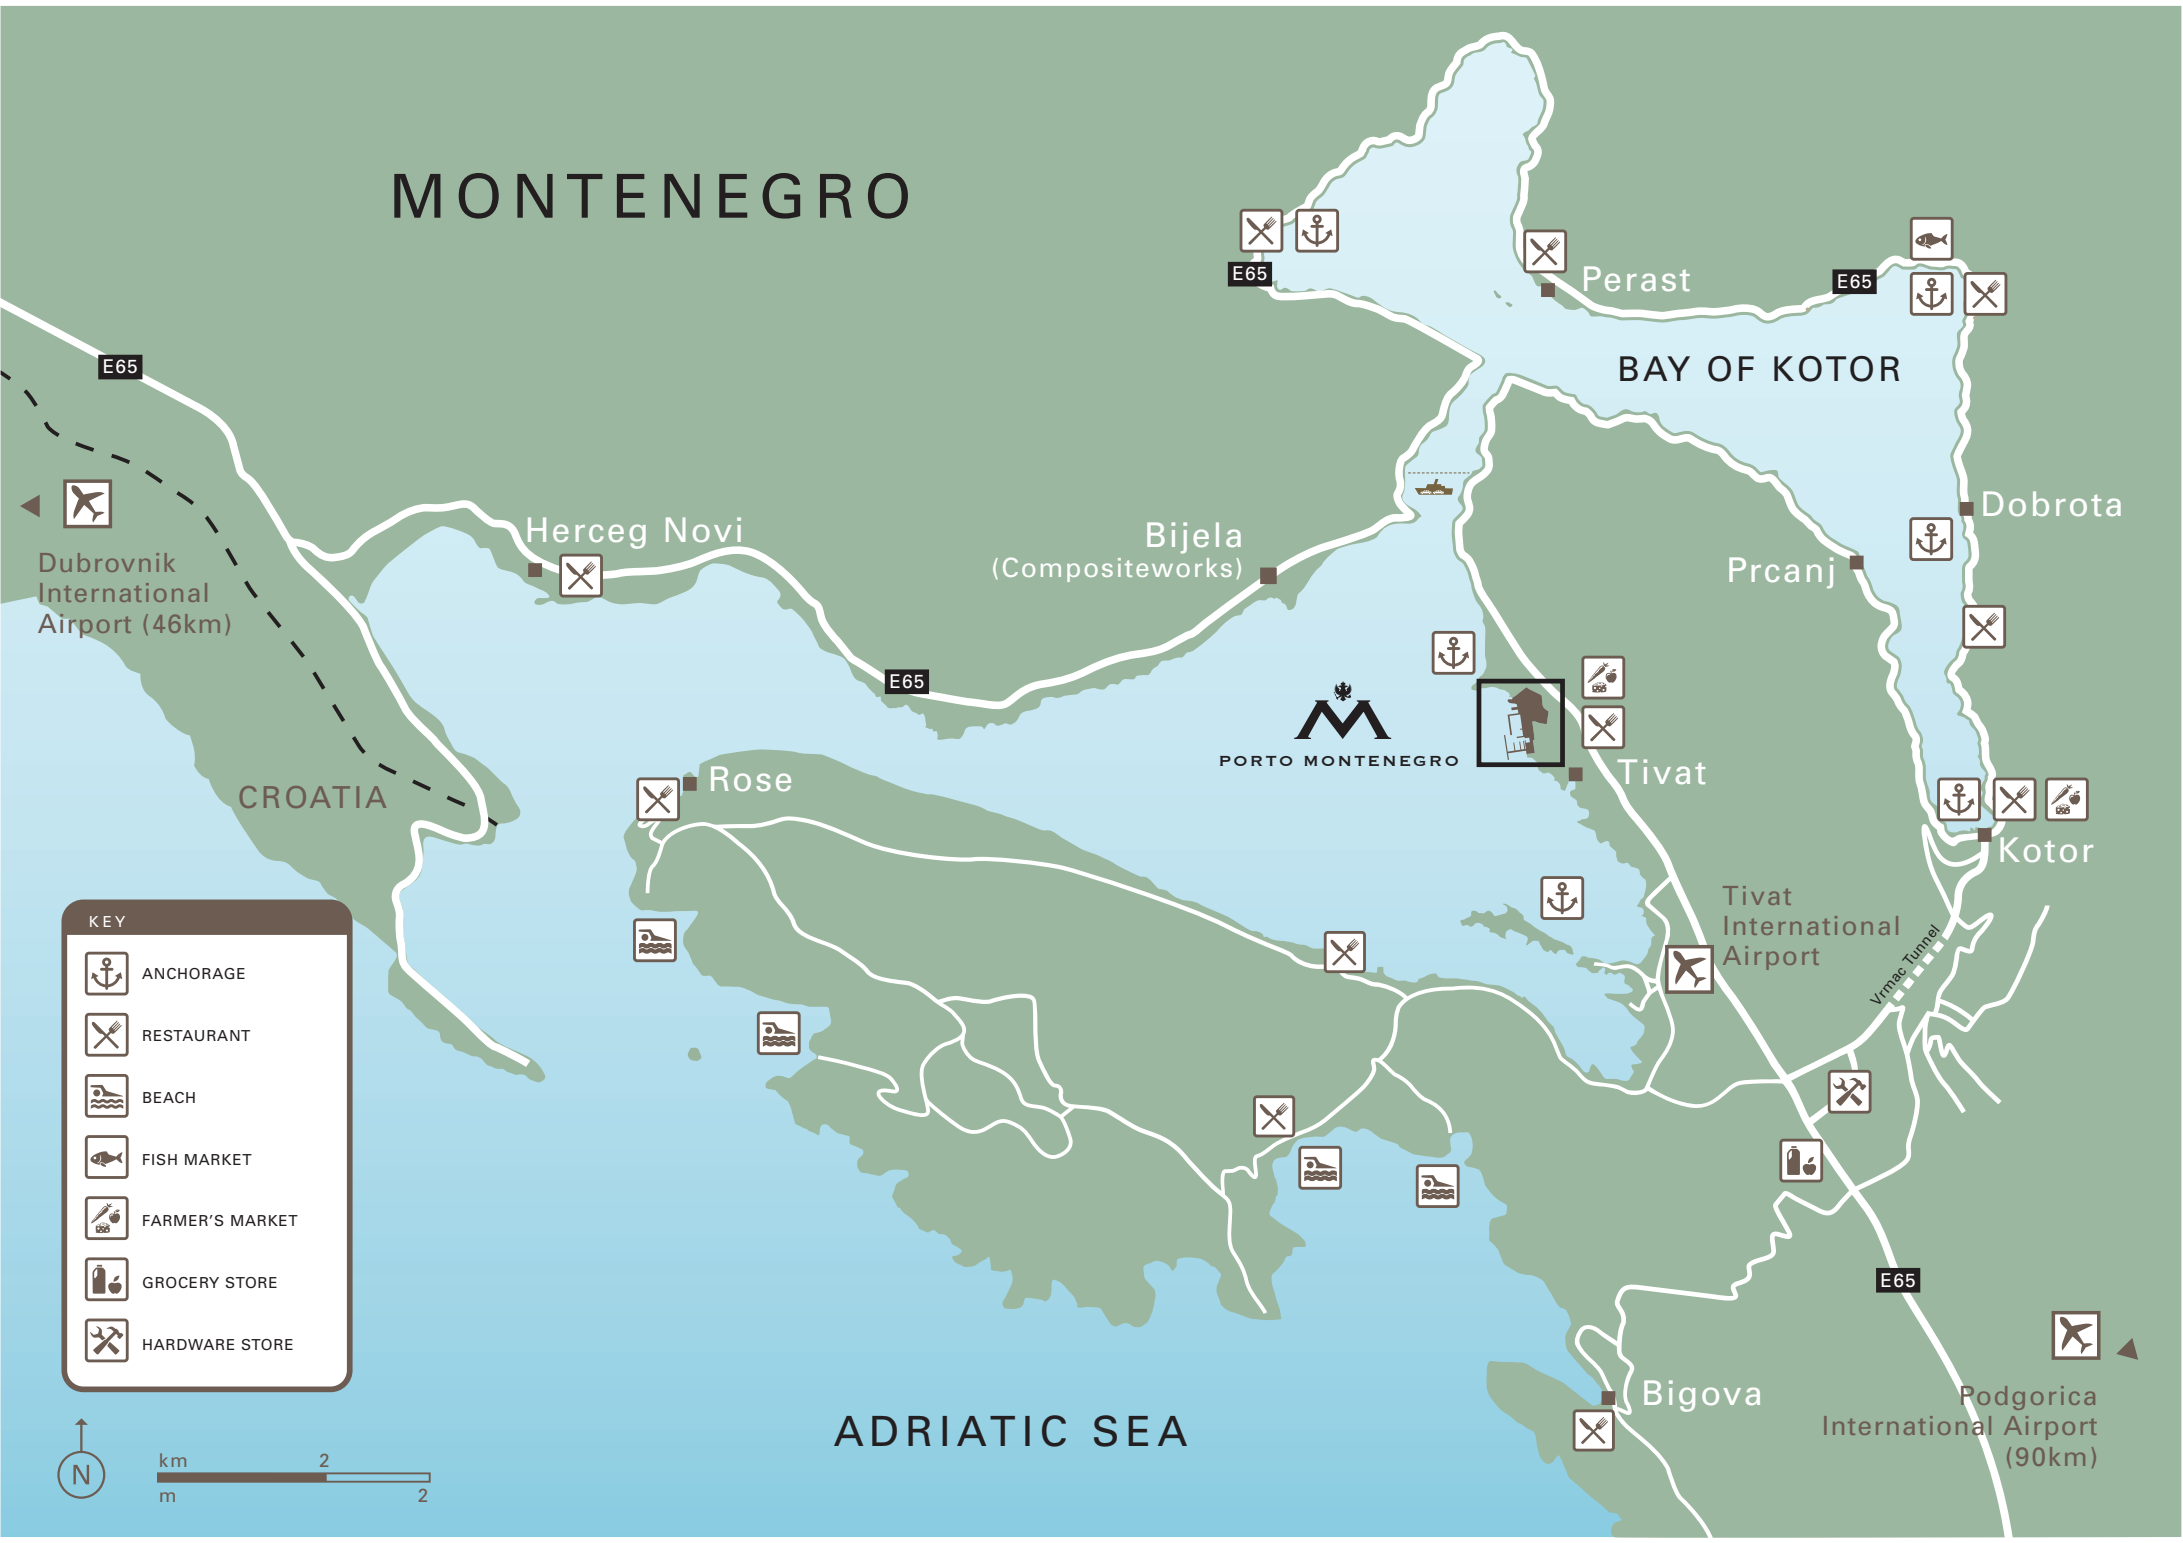 MONTENEGRO
E65
Perast
E65
BAY OF KOTOR
E65
Herceg Novi
Bijela
(Compositeworks)
Dobrota
Prcanj
Dubrovnik
International
Airport (46km)
E65
PORTO MONTENEGRO
Tivat
Rose
CROATIA
Kotor
Tivat
International
Airport
Vrmac Tunnel
KEY
ANCHORAGE
RESTAURANT
BEACH
FISH MARKET
FARMER'S MARKET
GROCERY STORE
HARDWARE STORE
E65
Bigova
Podgorica
International Airport
(90km)
ADRIATIC SEA
N
km 2
m 2